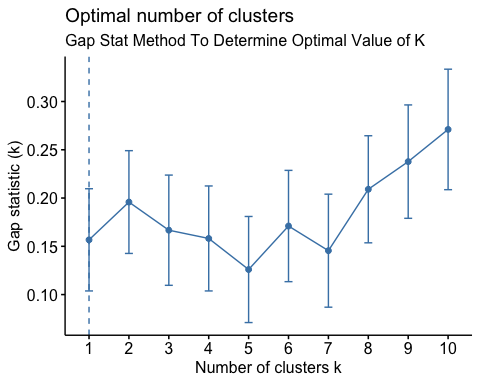 Optimal number of clusters
Gap Stat Method To Determine Optimal Value of K
Gap statistic (k)
0.30
0.25
0.20
0.15
0.10
1 2 3 4 5 6 7 8 9 10
Number of clusters k